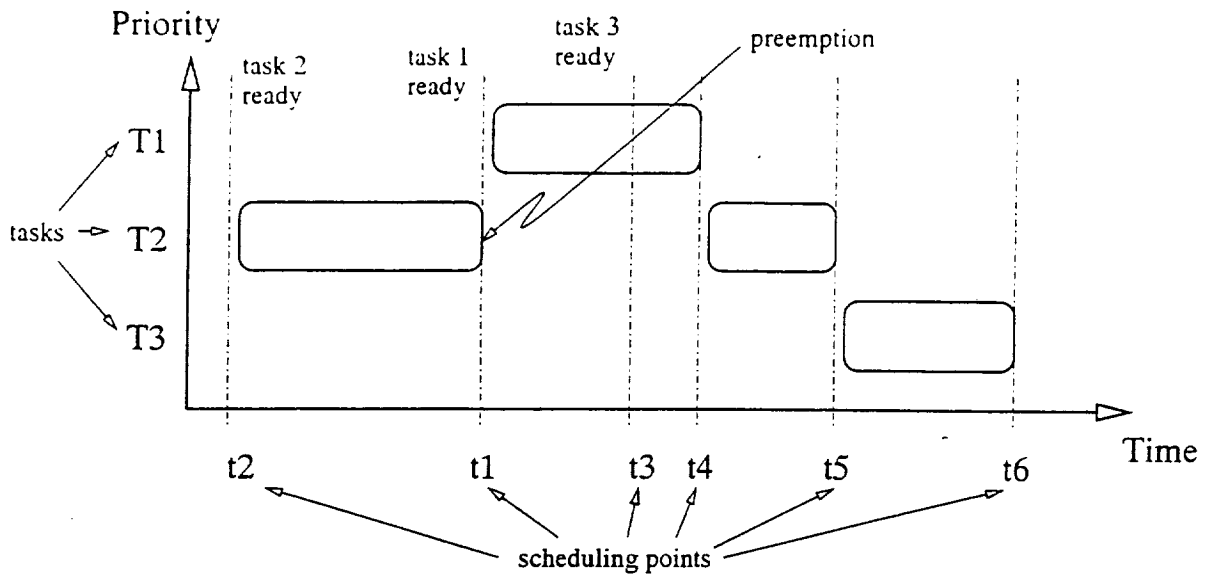 Priority
task 2
ready
task 1
ready
task 3
ready
preemption
T1
tasks
T2
T3
Time
t2
t1
t3
t4
t5
t6
scheduling points